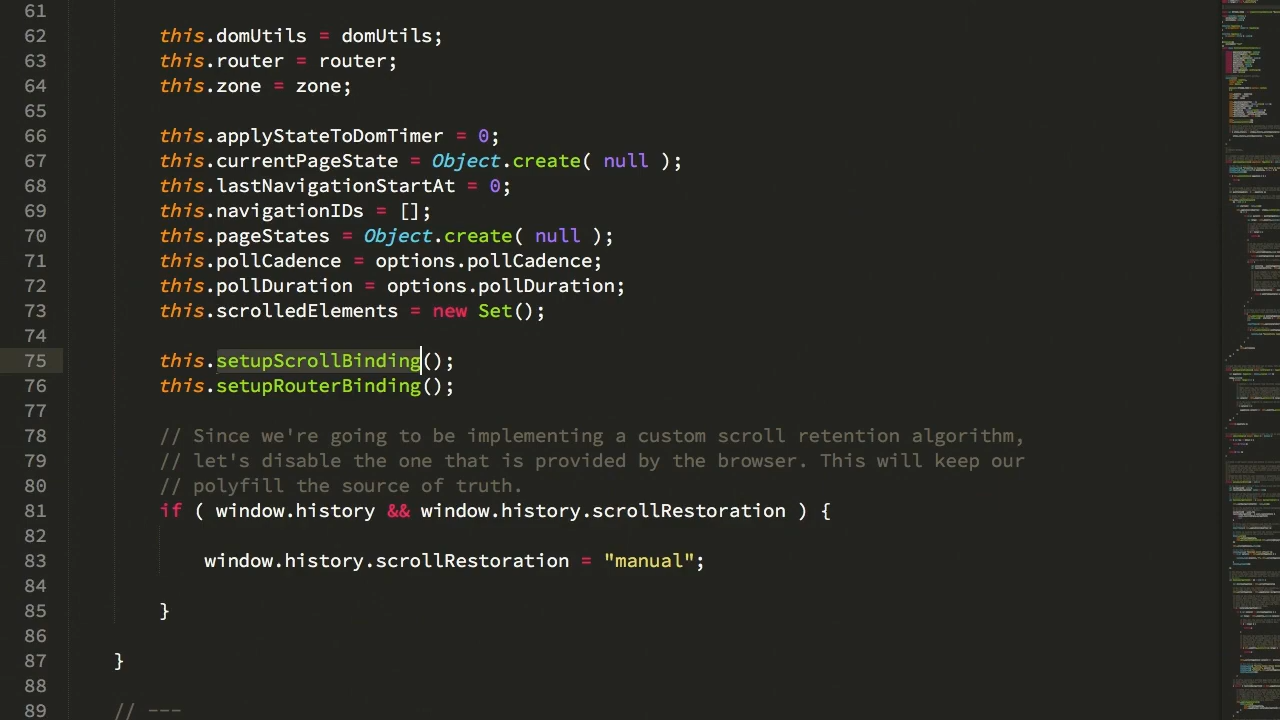 61
62 this.domUtils = domUtils;
63 this.router = router;
64 this.zone = zone;
65
66 this.applyStateToDomTimer = 0;
67 this.currentPageState = Object.create( null );
68 this.lastNavigationStartAt = 0;
69 this.navigationIDs = [];
70 this.pageStates = Object.create( null );
71 this.pollCadence = options.pollCadence;
72 this.pollDuration = options.pollDuration;
73 this.scrolledElements = new Set();
74
75 this.setupScrollBinding();
76 this.setupRouterBinding();
77
78 // Since we're going to be implementing a custom scroll retention algorithm,
79 // let's disable the one that is provided by the browser. This will keep our
80 // polyfill the source of truth.
81 if ( window.history && window.history.scrollRestoration ) {
82
83 window.history.scrollRestoration = "manual";
84
85 }
86
87 }
88
89 // ---